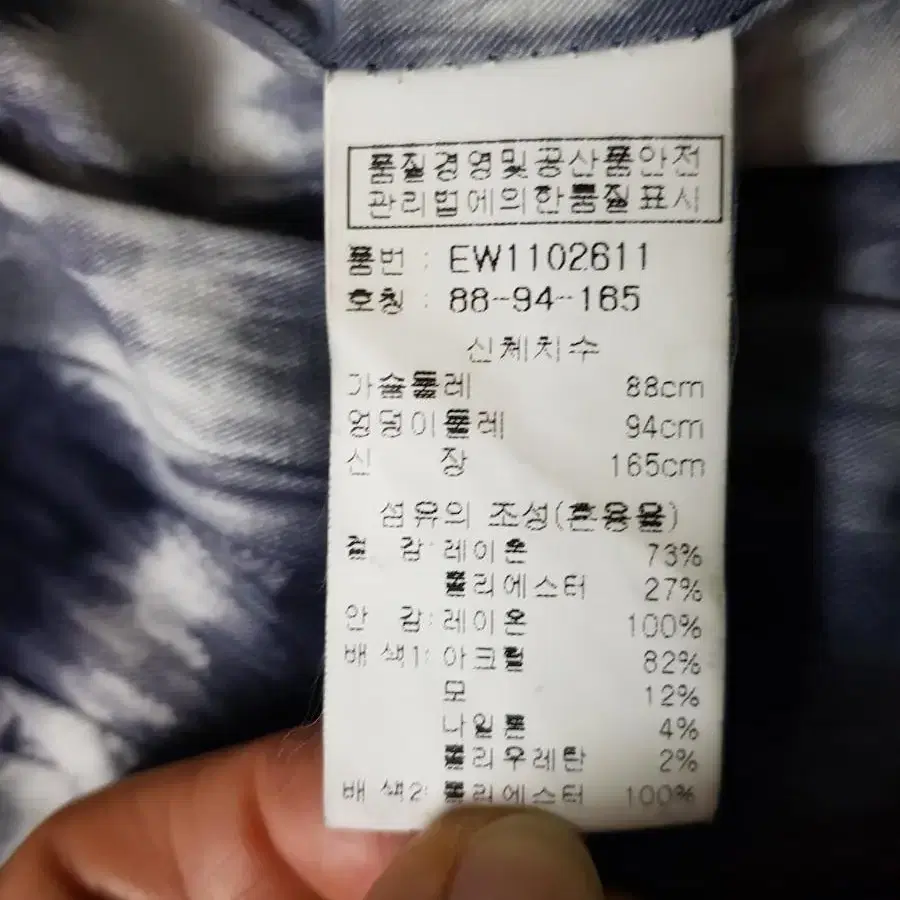 품질경영및공산품안전
관리법에의한품질표시
품번 : EW1102611
호칭 : 88-94-165
신체치수
가슴둘레 88cm
엉덩이둘레 94cm
신 장 165cm
섬유의 조성(혼용율)
겉 감: 레이온 73%
폴리에스터 27%
안 감: 레이온 100%
배 색1: 아크릴 82%
모 12%
나일론 4%
폴리우레탄 2%
배 색2: 폴리에스터 100%